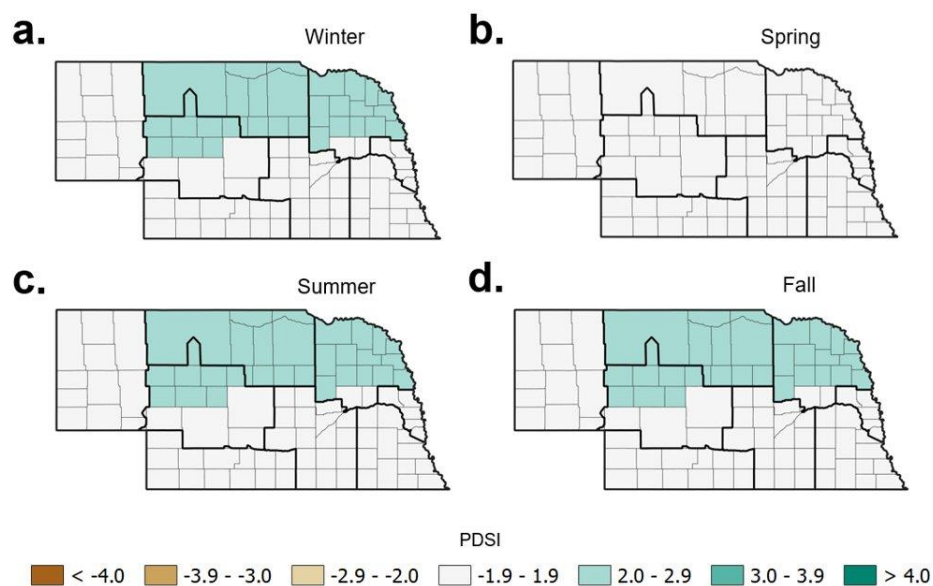 a. Winter
b. Spring
c. Summer
d. Fall
PDSI
< -4.0 -3.9 - -3.0 -2.9 - -2.0 -1.9 - 1.9 2.0 - 2.9 3.0 - 3.9 > 4.0